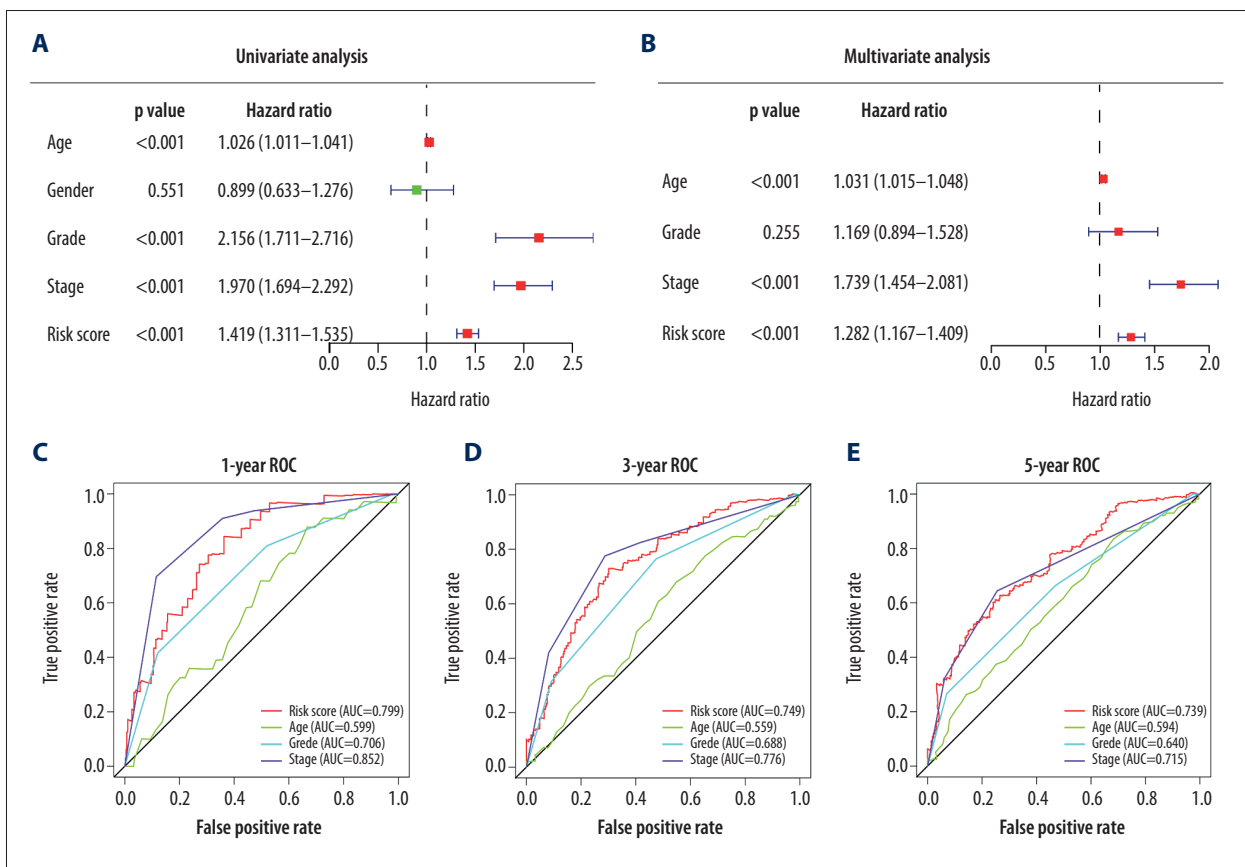 A
Univariate analysis
p value Hazard ratio
Age <0.001 1.026 (1.011–1.041)
Gender 0.551 0.899 (0.633–1.276)
Grade <0.001 2.156 (1.711–2.716)
Stage <0.001 1.970 (1.694–2.292)
Risk score <0.001 1.419 (1.311–1.535)
0.0 0.5 1.0 1.5 2.0 2.5
Hazard ratio
B
Multivariate analysis
p value Hazard ratio
Age <0.001 1.031 (1.015–1.048)
Grade 0.255 1.169 (0.894–1.528)
Stage <0.001 1.739 (1.454–2.081)
Risk score <0.001 1.282 (1.167–1.409)
0.0 1.0 1.5 2.0
Hazard ratio
C
1-year ROC
True positive rate
1.0
0.8
0.6
0.4
0.2
0.0
Risk score (AUC=0.799)
Age (AUC=0.599)
Grede (AUC=0.706)
Stage (AUC=0.852)
0.0 0.2 0.4 0.6 0.8 1.0
False positive rate
D
3-year ROC
True positive rate
1.0
0.8
0.6
0.4
0.2
0.0
Risk score (AUC=0.749)
Age (AUC=0.559)
Grede (AUC=0.688)
Stage (AUC=0.776)
0.0 0.2 0.4 0.6 0.8 1.0
False positive rate
E
5-year ROC
True positive rate
1.0
0.8
0.6
0.4
0.2
0.0
Risk score (AUC=0.739)
Age (AUC=0.594)
Grede (AUC=0.640)
Stage (AUC=0.715)
0.0 0.2 0.4 0.6 0.8 1.0
False positive rate